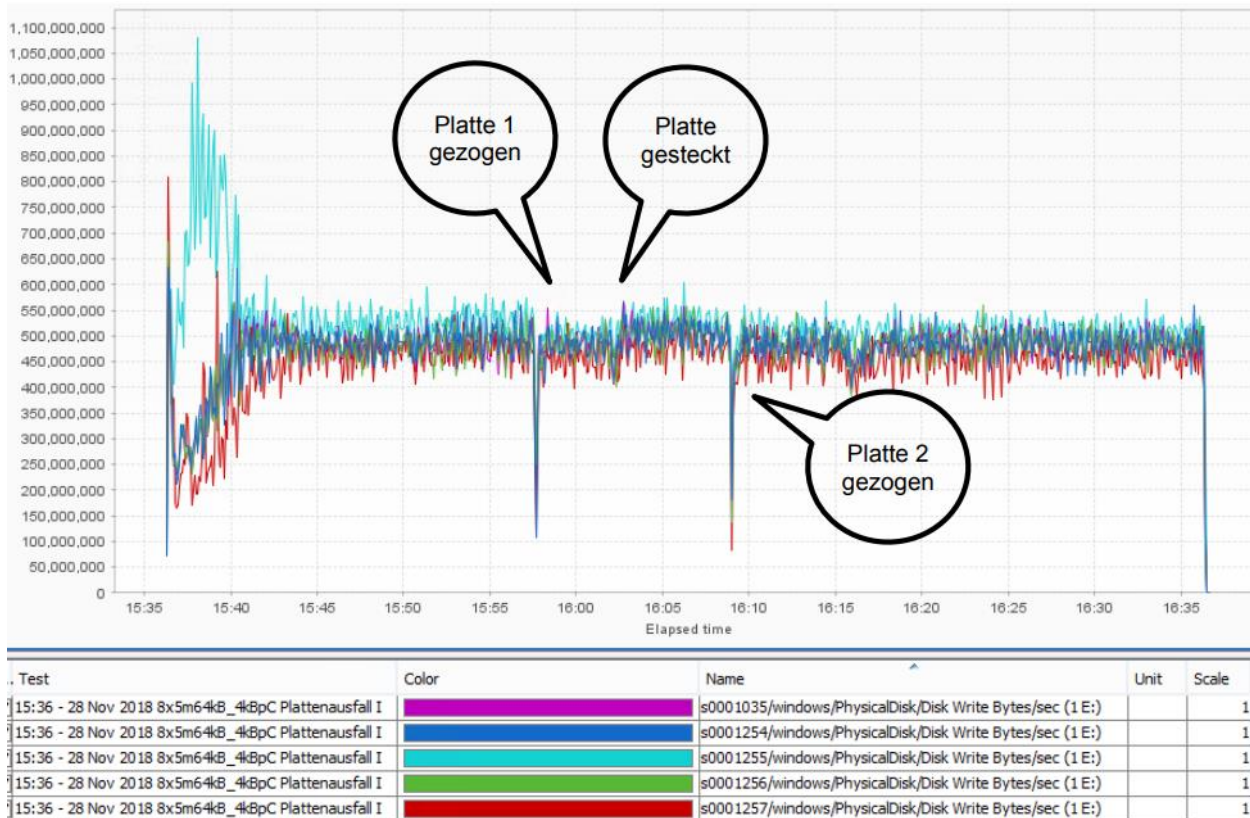 1,100,000,000
1,050,000,000
1,000,000,000
950,000,000
900,000,000
850,000,000
800,000,000
750,000,000
700,000,000
650,000,000
600,000,000
550,000,000
500,000,000
450,000,000
400,000,000
350,000,000
300,000,000
250,000,000
200,000,000
150,000,000
100,000,000
50,000,000
0
Platte 1
gezogen
Platte
gesteckt
Platte 2
gezogen
15:35 15:40 15:45 15:50 15:55 16:00 16:05 16:10 16:15 16:20 16:25 16:30 16:35
Elapsed time
. Test Color Name Unit Scale
15:36 - 28 Nov 2018 8x5m64kB_4kBpC Plattenausfall I s0001035/windows/PhysicalDisk/Disk Write Bytes/sec (1 E:) 1
15:36 - 28 Nov 2018 8x5m64kB_4kBpC Plattenausfall I s0001254/windows/PhysicalDisk/Disk Write Bytes/sec (1 E:) 1
15:36 - 28 Nov 2018 8x5m64kB_4kBpC Plattenausfall I s0001255/windows/PhysicalDisk/Disk Write Bytes/sec (1 E:) 1
15:36 - 28 Nov 2018 8x5m64kB_4kBpC Plattenausfall I s0001256/windows/PhysicalDisk/Disk Write Bytes/sec (1 E:) 1
15:36 - 28 Nov 2018 8x5m64kB_4kBpC Plattenausfall I s0001257/windows/PhysicalDisk/Disk Write Bytes/sec (1 E:) 1